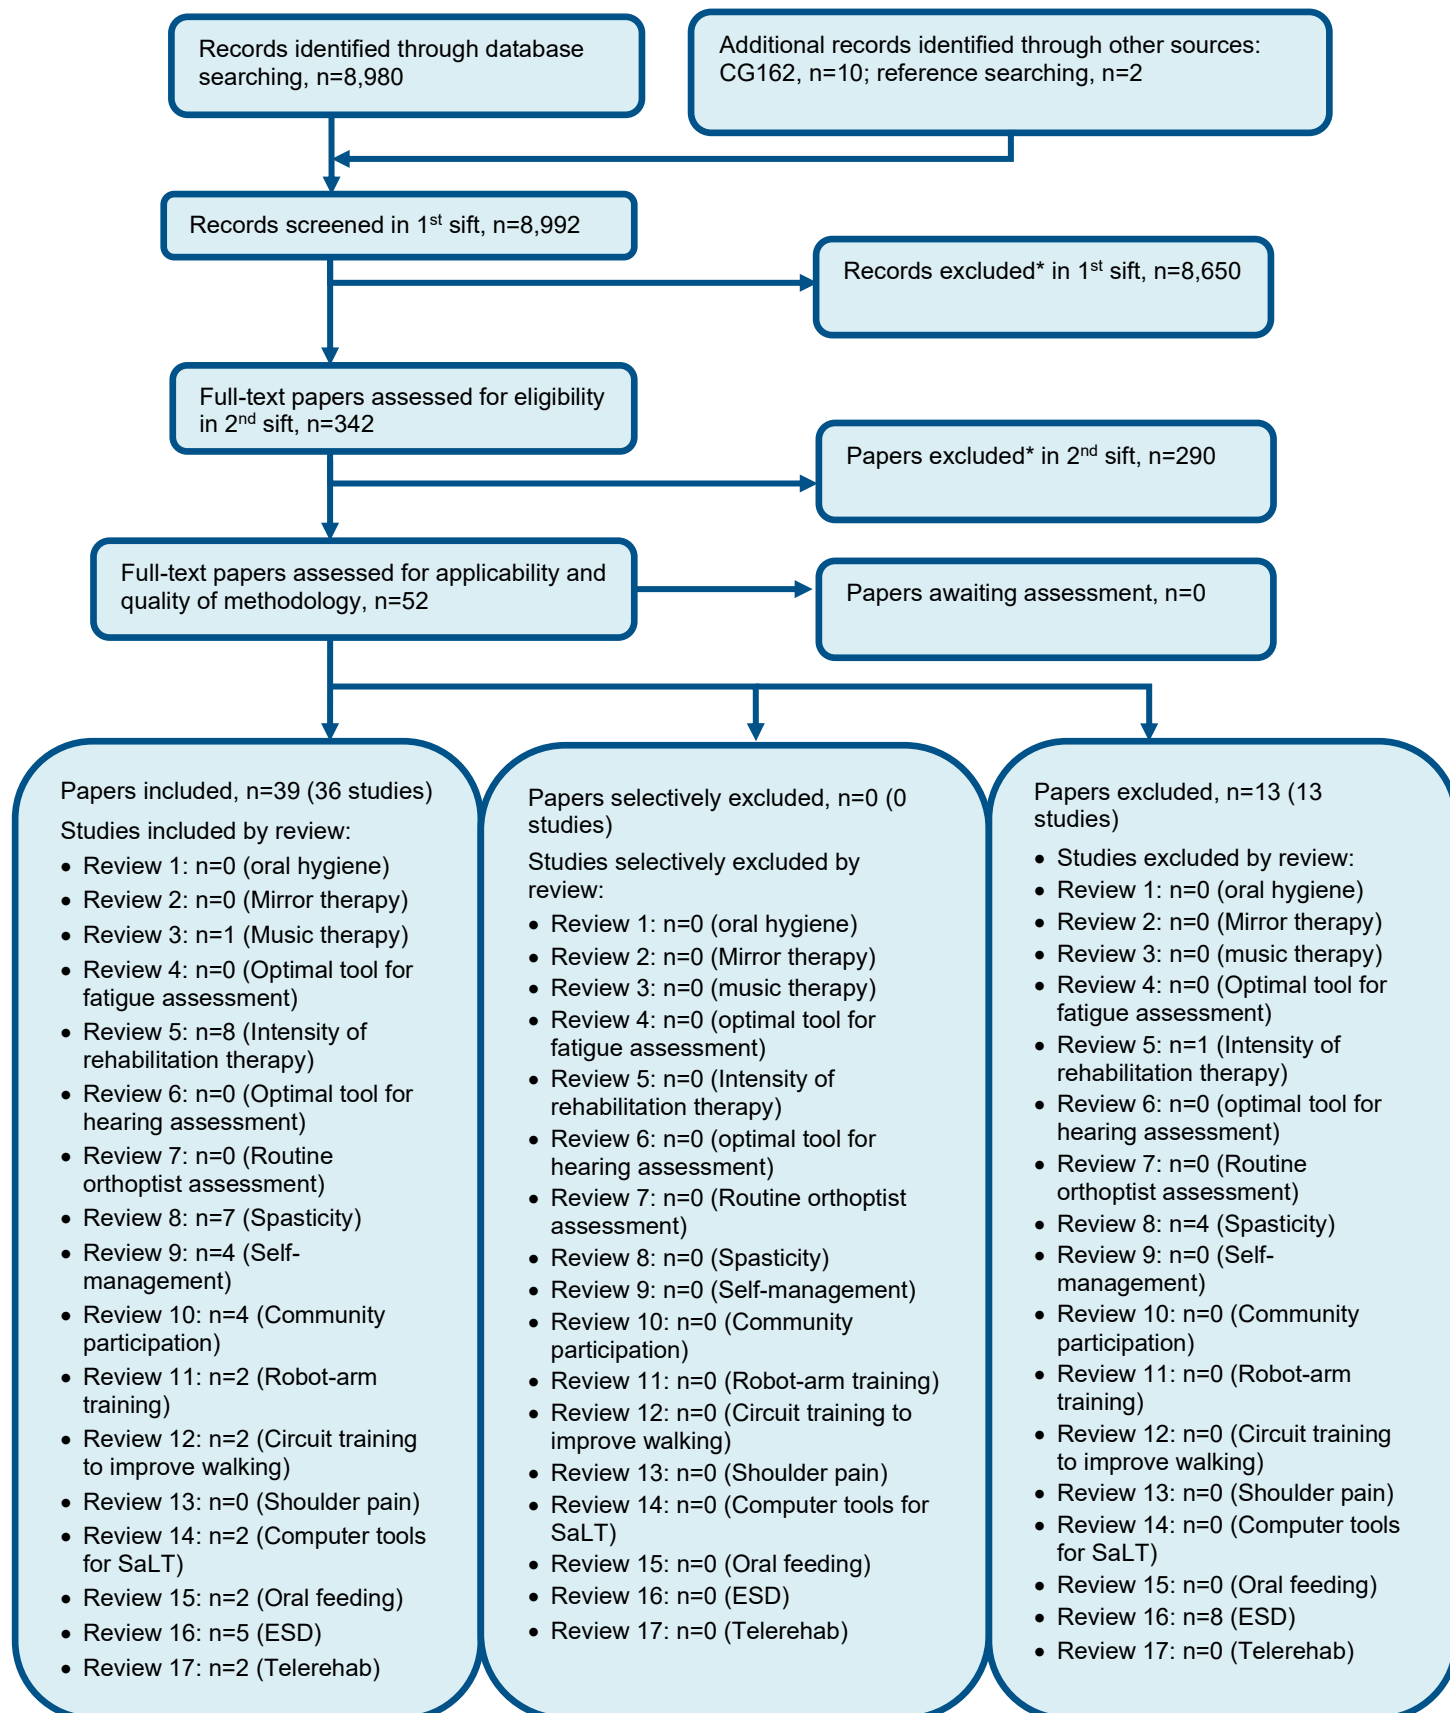 Records identified through database
searching, n=8,980
Additional records identified through other sources:
CG162, n=10; reference searching, n=2
Records screened in 1st sift, n=8,992
Records excluded* in 1st sift, n=8,650
Full-text papers assessed for eligibility
in 2nd sift, n=342
Papers excluded* in 2nd sift, n=290
Full-text papers assessed for applicability and
quality of methodology, n=52
Papers awaiting assessment, n=0
Papers included, n=39 (36 studies)
Studies included by review:
• Review 1: n=0 (oral hygiene)
• Review 2: n=0 (Mirror therapy)
• Review 3: n=1 (Music therapy)
• Review 4: n=0 (Optimal tool for
fatigue assessment)
• Review 5: n=8 (Intensity of
rehabilitation therapy)
• Review 6: n=0 (Optimal tool for
hearing assessment)
• Review 7: n=0 (Routine
orthoptist assessment)
• Review 8: n=7 (Spasticity)
• Review 9: n=4 (Self-
management)
• Review 10: n=4 (Community
participation)
• Review 11: n=2 (Robot-arm
training)
• Review 12: n=2 (Circuit training
to improve walking)
• Review 13: n=0 (Shoulder pain)
• Review 14: n=2 (Computer tools
for SaLT)
• Review 15: n=2 (Oral feeding)
• Review 16: n=5 (ESD)
• Review 17: n=2 (Telerehab)
Papers selectively excluded, n=0 (0
studies)
Studies selectively excluded by
review:
• Review 1: n=0 (oral hygiene)
• Review 2: n=0 (Mirror therapy)
• Review 3: n=0 (music therapy)
• Review 4: n=0 (optimal tool for
fatigue assessment)
• Review 5: n=0 (Intensity of
rehabilitation therapy)
• Review 6: n=0 (optimal tool for
hearing assessment)
• Review 7: n=0 (Routine orthoptist
assessment)
• Review 8: n=0 (Spasticity)
• Review 9: n=0 (Self-management)
• Review 10: n=0 (Community
participation)
• Review 11: n=0 (Robot-arm training)
• Review 12: n=0 (Circuit training to
improve walking)
• Review 13: n=0 (Shoulder pain)
• Review 14: n=0 (Computer tools for
SaLT)
• Review 15: n=0 (Oral feeding)
• Review 16: n=0 (ESD)
• Review 17: n=0 (Telerehab)
Papers excluded, n=13 (13
studies)
• Studies excluded by review:
• Review 1: n=0 (oral hygiene)
• Review 2: n=0 (Mirror therapy)
• Review 3: n=0 (music therapy)
• Review 4: n=0 (Optimal tool for
fatigue assessment)
• Review 5: n=1 (Intensity of
rehabilitation therapy)
• Review 6: n=0 (optimal tool for
hearing assessment)
• Review 7: n=0 (Routine
orthoptist assessment)
• Review 8: n=4 (Spasticity)
• Review 9: n=0 (Self-
management)
• Review 10: n=0 (Community
participation)
• Review 11: n=0 (Robot-arm
training)
• Review 12: n=0 (Circuit training
to improve walking)
• Review 13: n=0 (Shoulder pain)
• Review 14: n=0 (Computer tools
for SaLT)
• Review 15: n=0 (Oral feeding)
• Review 16: n=8 (ESD)
• Review 17: n=0 (Telerehab)